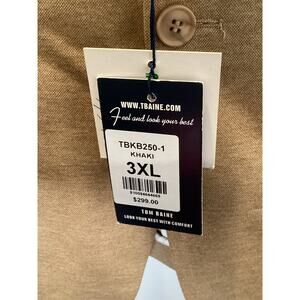 WWW.TBAINE.COM
Feel and look your best
TBKB250-1
KHAKI
3XL
$299.00
TOM BAINE
LOOK YOUR BEST WITH COMFORT